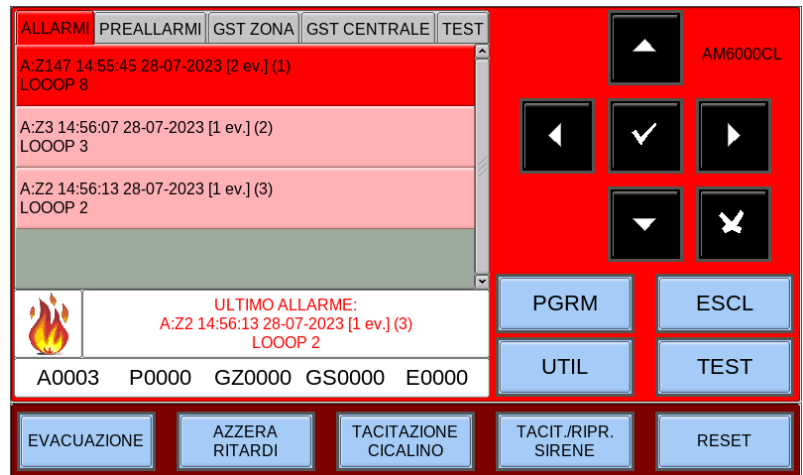 ALLARMI PREALLARMI GST ZONA GST CENTRALE TEST
A:Z147 14:55:45 28-07-2023 [2 ev.] (1)
LOOOP 8
A:Z3 14:56:07 28-07-2023 [1 ev.] (2)
LOOOP 3
A:Z2 14:56:13 28-07-2023 [1 ev.] (3)
LOOOP 2
ULTIMO ALLARME:
A:Z2 14:56:13 28-07-2023 [1 ev.] (3)
LOOOP 2
A0003 P0000 GZ0000 GS0000 E0000
AM6000CL
PGRM ESCL
UTIL TEST
EVACUAZIONE
AZZERA
RITARDI
TACITAZIONE
CICALINO
TACIT./RIPR.
SIRENE
RESET